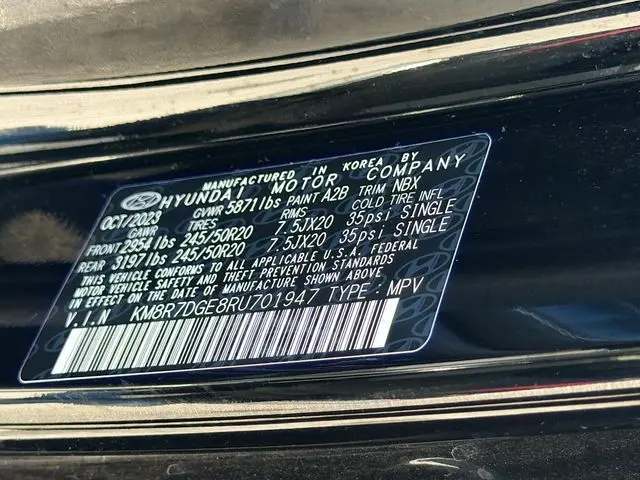 MANUFACTURED IN KOREA BY
HYUNDAI MOTOR COMPANY
OCT/2023 GVWR 5871lbs PAINT A2B TRIM NBX
GAWR TIRES RIMS COLD TIRE INFL
FRONT 2954 lbs 245/50R20 7.5JX20 35psi SINGLE
REAR 3197 lbs 245/50R20 7.5JX20 35psi SINGLE
THIS VEHICLE CONFORMS TO ALL APPLICABLE U.S.A. FEDERAL
MOTOR VEHICLE SAFETY AND THEFT PREVENTION STANDARDS
IN EFFECT ON THE DATE OF MANUFACTURE SHOWN ABOVE.
V.I.N KM8R7DGE8RU701947 TYPE: MPV